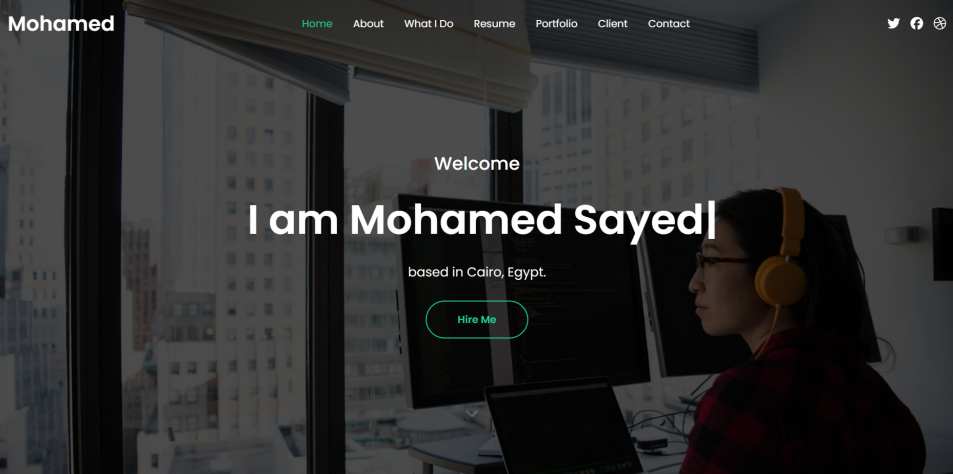 Mohamed
Home About What I Do Resume Portfolio Client Contact
Welcome
I am Mohamed Sayed|
based in Cairo, Egypt.
Hire Me